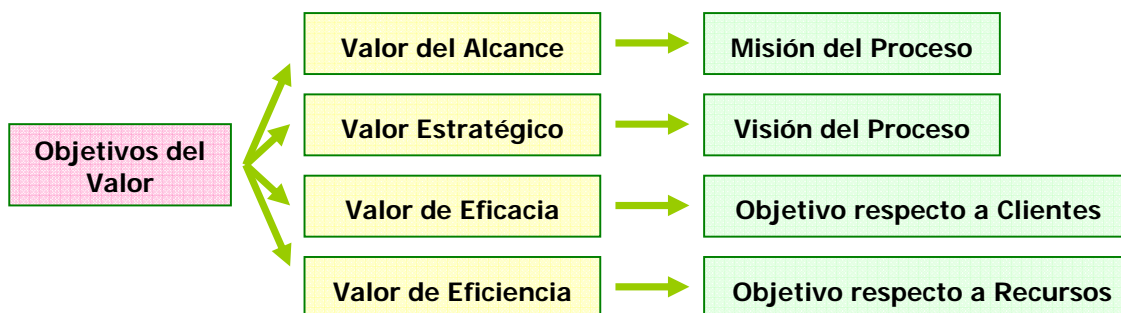 Valor del Alcance
Misión del Proceso
Valor Estratégico
Visión del Proceso
Objetivos del
Valor
Valor de Eficacia
Objetivo respecto a Clientes
Valor de Eficiencia
Objetivo respecto a Recursos